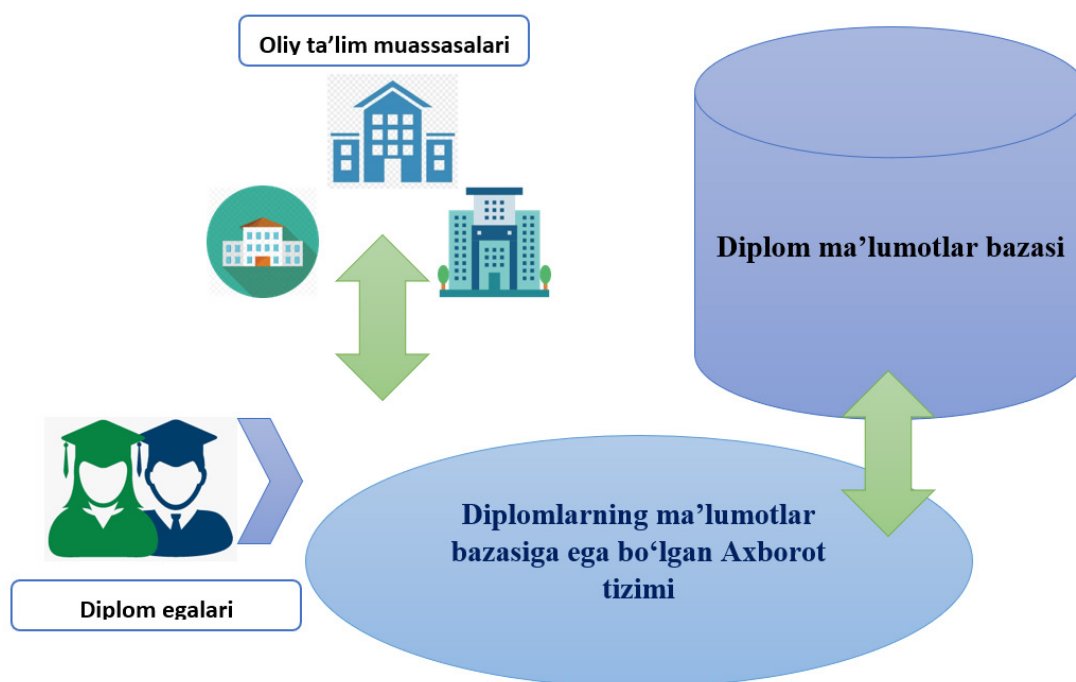 Oliy ta’lim muassasalari
Diplom ma’lumotlar bazasi
Diplomlarning ma’lumotlar
bazasiga ega bo‘lgan Axborot
tizimi
Diplom egalari